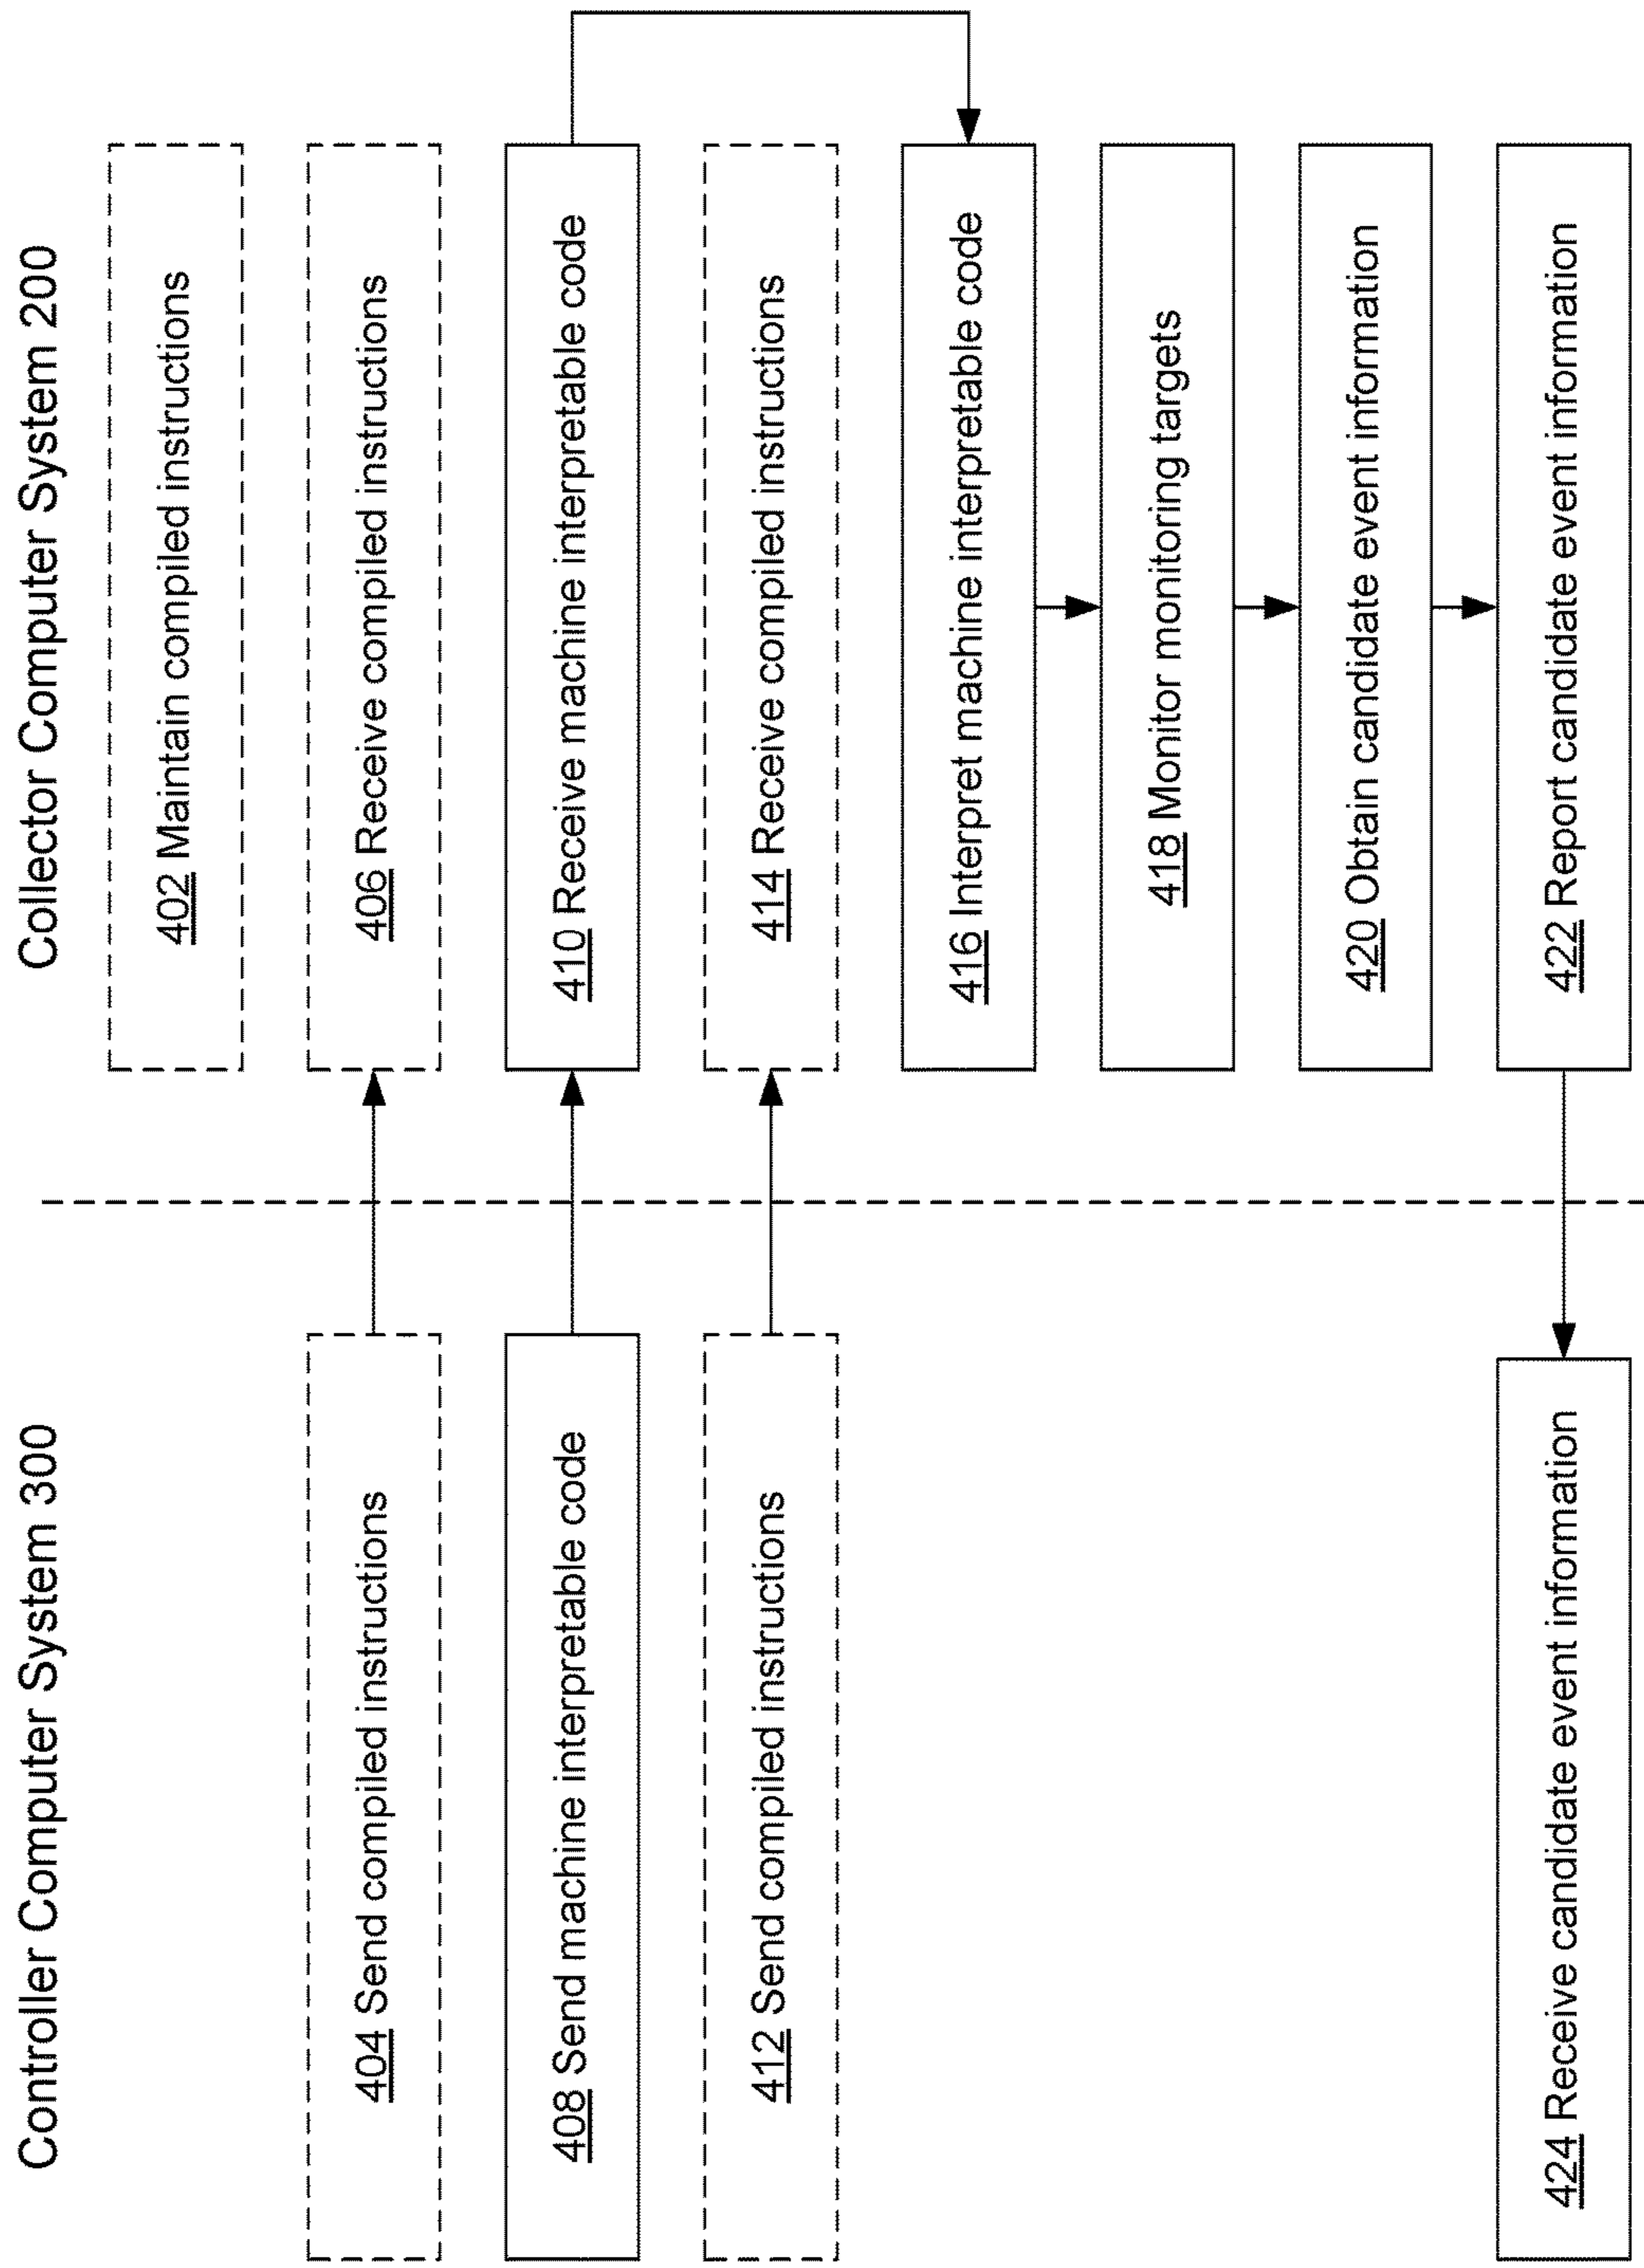 Controller Computer System 300
Collector Computer System 200
402 Maintain compiled instructions
404 Send compiled instructions
406 Receive compiled instructions
408 Send machine interpretable code
410 Receive machine interpretable code
412 Send compiled instructions
414 Receive compiled instructions
416 Interpret machine interpretable code
418 Monitor monitoring targets
420 Obtain candidate event information
424 Receive candidate event information
422 Report candidate event information